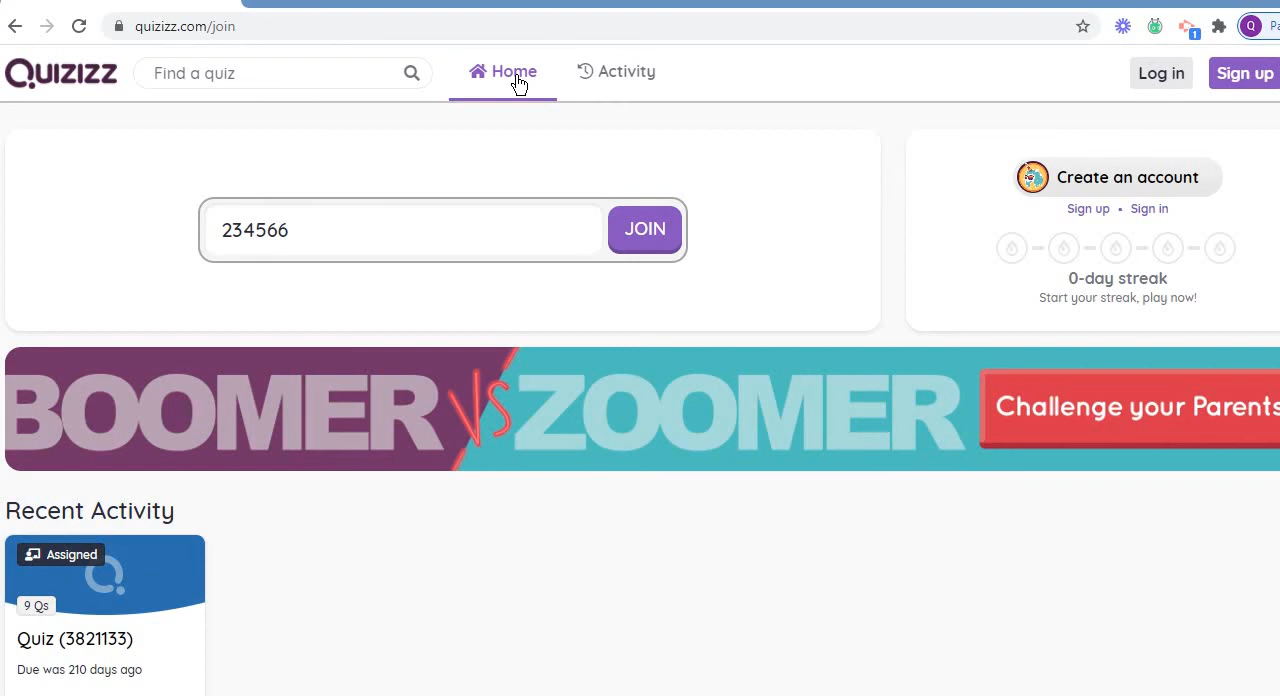 quizizz.com/join
1
Q
Pa
QUIZIZZ
Find a quiz
Home
Activity
Log in
Sign up
234566
JOIN
Create an account
Sign up • Sign in
0-day streak
Start your streak, play now!
BOOMER VS ZOOMER
Challenge your Parents
Recent Activity
Assigned
9 Qs
Quiz (3821133)
Due was 210 days ago